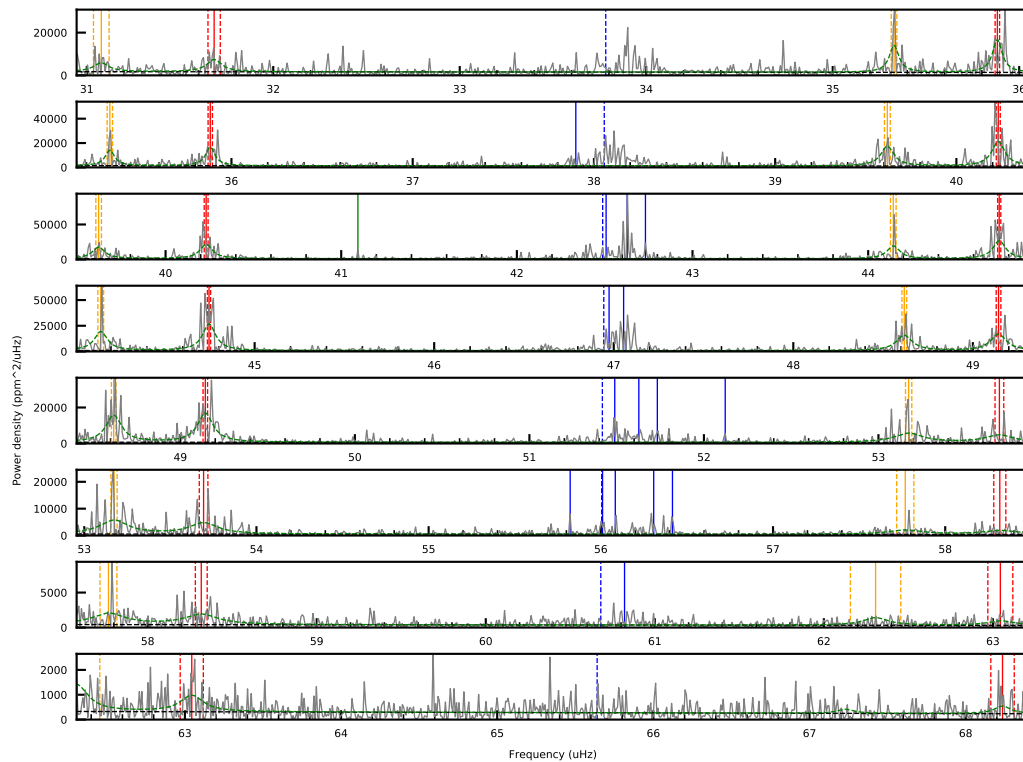 20000
0
31 32 33 34 35 36
40000
20000
0
36 37 38 39 40
50000
0
40 41 42 43 44
50000
25000
0
45 46 47 48 49
20000
0
49 50 51 52 53
20000
10000
0
53 54 55 56 57 58
5000
0
58 59 60 61 62 63
2000
1000
0
63 64 65 66 67 68
Power density (ppm^2/uHz)
Frequency (uHz)